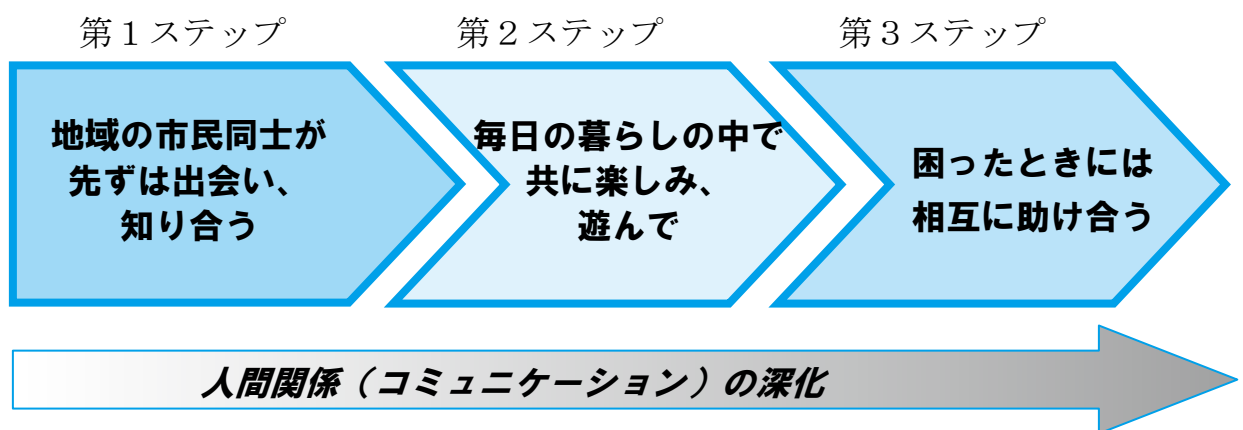 第１ステップ
第２ステップ
第３ステップ
地域の市民同士が
先ずは出会い、
知り合う
毎日の暮らしの中で
共に楽しみ、
遊んで
困ったときには
相互に助け合う
人間関係（コミュニケーション）の深化